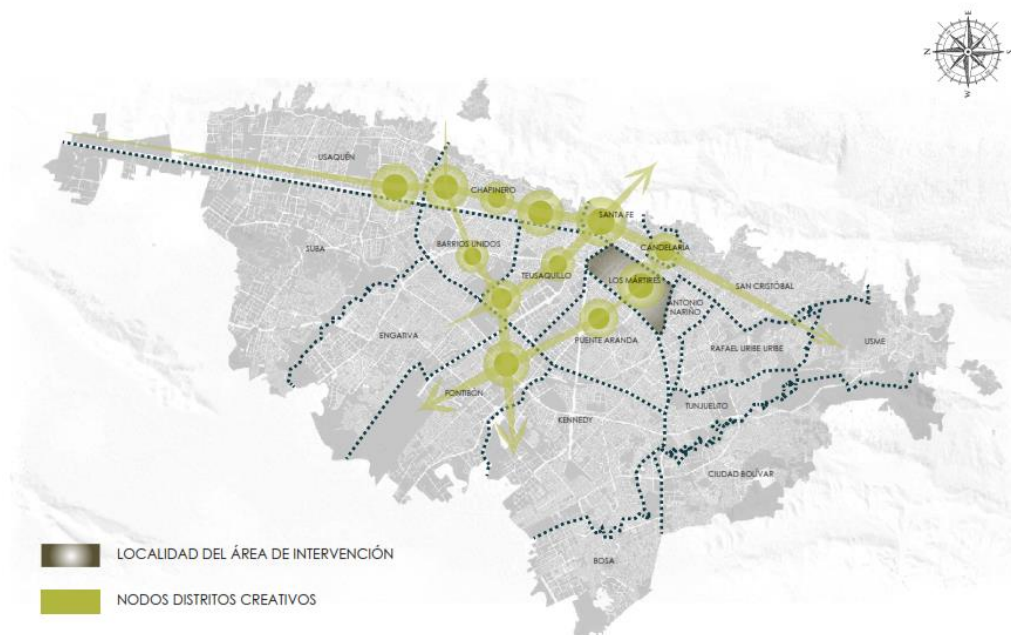 E
N
S
W
USAQUÉN
CHAPINERO
SANTA FE
SUBA
BARRIOS UNIDOS
CANDELARIA
TEUSAQUILLO
LOS MÁRTIRES
SAN CRISTÓBAL
ANTONIO
NARIÑO
ENGATIVA
PUENTE ARANDA
RAFAEL URIBE URIBE
USME
FONTIBÓN
KENNEDY
TUNJUELITO
CIUDAD BOLÍVAR
BOSA
LOCALIDAD DEL ÁREA DE INTERVENCIÓN
NODOS DISTRITOS CREATIVOS